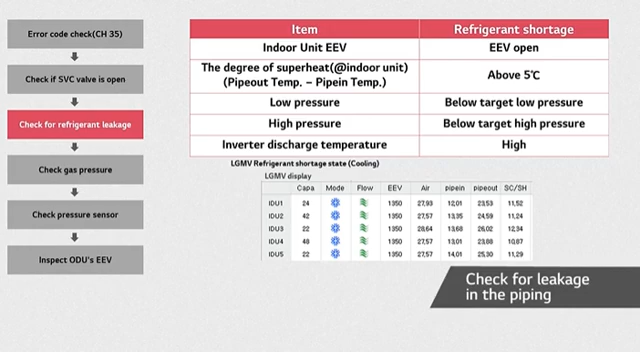 Error code check(CH 35)
Check if SVC valve is open
Check for refrigerant leakage
Check gas pressure
Check pressure sensor
Inspect ODU's EEV
Item Refrigerant shortage
Indoor Unit EEV EEV open
The degree of superheat(@indoor unit)
(Pipeout Temp. – Pipein Temp.) Above 5℃
Low pressure Below target low pressure
High pressure Below target high pressure
Inverter discharge temperature High
LGMV Refrigerant shortage state (Cooling)
LGMV display
Capa Mode Flow EEV Air pipein pipeout SC/SH
IDU1 24 1350 27,93 12,01 23,53 11,52
IDU2 42 1350 27,57 13,35 24,59 11,24
IDU3 22 1350 28,64 13,68 26,02 12,34
IDU4 48 1350 27,57 13,01 23,88 10,87
IDU5 22 1350 27,57 14,01 25,30 11,29
Check for leakage
in the piping